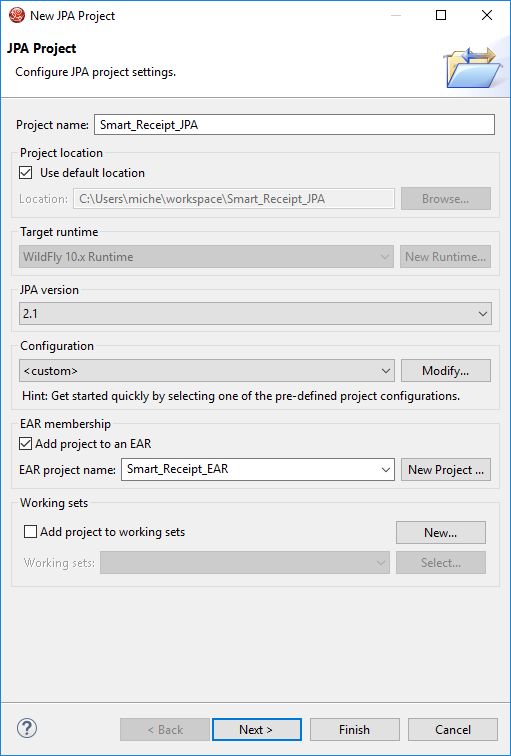 New JPA Project
JPA Project
Configure JPA project settings.
Project name: Smart_Receipt_JPA
Project location
Use default location
Location: C:\Users\miche\workspace\Smart_Receipt_JPA Browse...
Target runtime
WildFly 10.x Runtime New Runtime...
JPA version
2.1
Configuration
<custom> Modify...
Hint: Get started quickly by selecting one of the pre-defined project configurations.
EAR membership
Add project to an EAR
EAR project name: Smart_Receipt_EAR New Project ...
Working sets
Add project to working sets New...
Working sets: Select...
? < Back Next > Finish Cancel